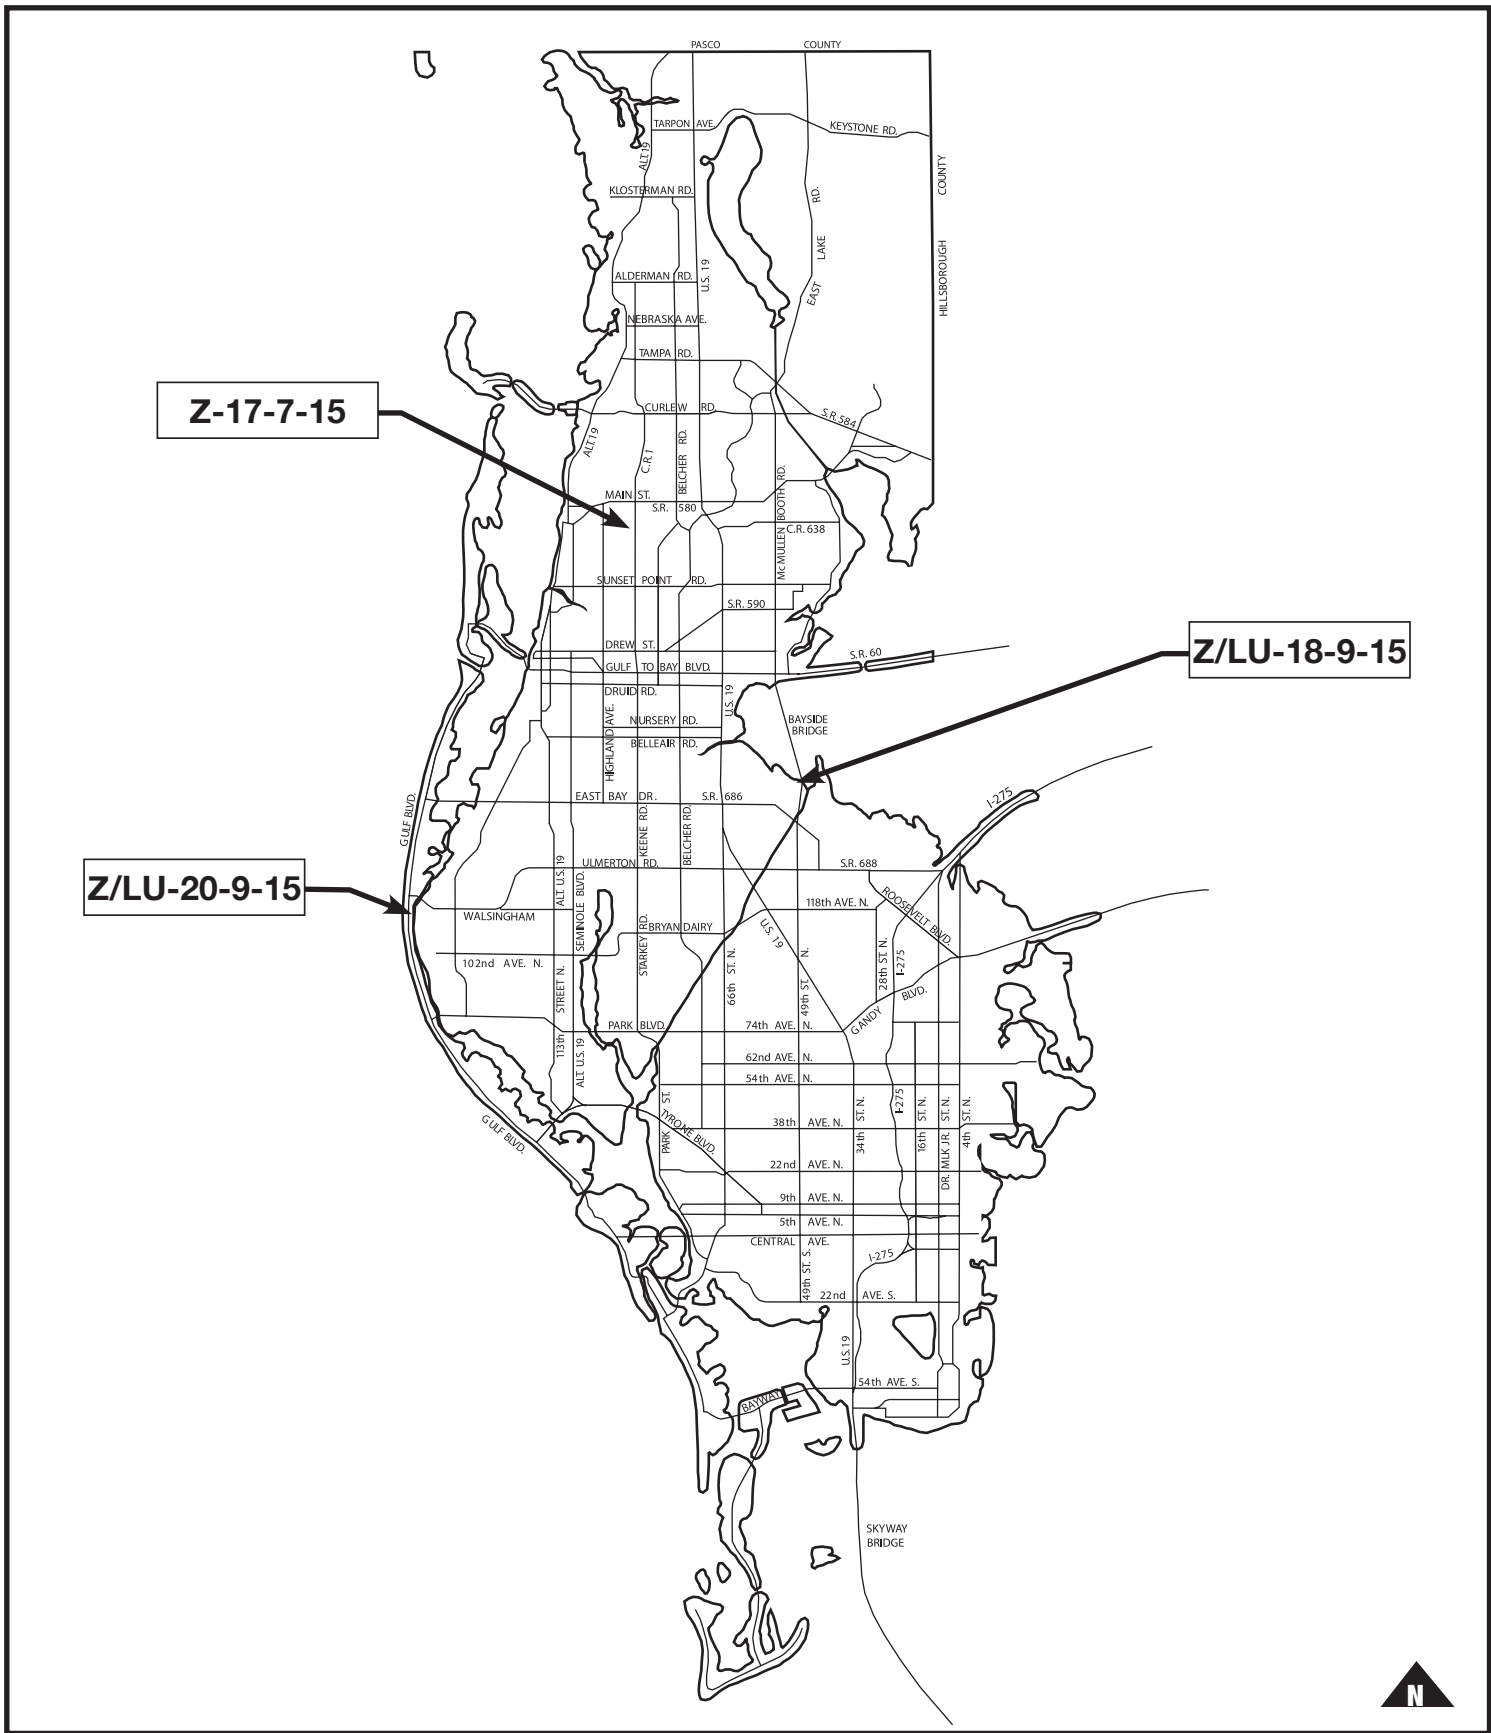 PASCO COUNTY
TARPON AVE.
KEYSTONE RD.
ALT.19
COUNTY
HILLSBOROUGH
KLOSTERMAN RD.
EAST LAKE RD.
U.S. 19
ALDERMAN RD.
NEBRASKA AVE.
TAMPA RD.
Z-17-7-15
CURLEW RD.
S.R.584
ALT.19
C.R.1
BELCHER RD.
MAIN ST.
S.R. 580
McMULLEN BOOTH RD.
C.R. 638
SUNSET POINT RD.
S.R. 590
Z/LU-18-9-15
DREW ST.
S.R. 60
GULF TO BAY BLVD.
DRUID RD.
U.S. 19
HIGHLAND AVE.
NURSERY RD.
BAYSIDE
BRIDGE
BELLEAIR RD.
EAST BAY DR.
S.R. 686
I-275
GULF BLVD.
KEENE RD.
BELCHER RD.
Z/LU-20-9-15
ULMERTON RD.
S.R. 688
ALT U.S. 19
SEMINOLE BLVD.
WALSINGHAM
118th AVE. N.
ROOSEVELT BLVD.
BRYAN DAIRY
U.S. 19
STARKEY RD.
102nd AVE. N.
66th ST. N.
49th ST. N.
28th ST. N.
I-275
113th STREET N.
GANDY BLVD.
PARK BLVD.
74th AVE. N.
ALT. U.S. 19
62nd AVE. N.
54th AVE. N.
I-275
GULF BLVD.
PARK ST.
TYRONE BLVD.
38th AVE. N.
34th ST. N.
16th ST. N.
DR. MLK JR. ST. N.
4th ST. N.
22nd AVE. N.
9th AVE. N.
5th AVE. N.
CENTRAL AVE.
I-275
49th ST. S.
22nd AVE. S.
U.S.19
54th AVE. S.
BAYWAY
SKYWAY
BRIDGE
N